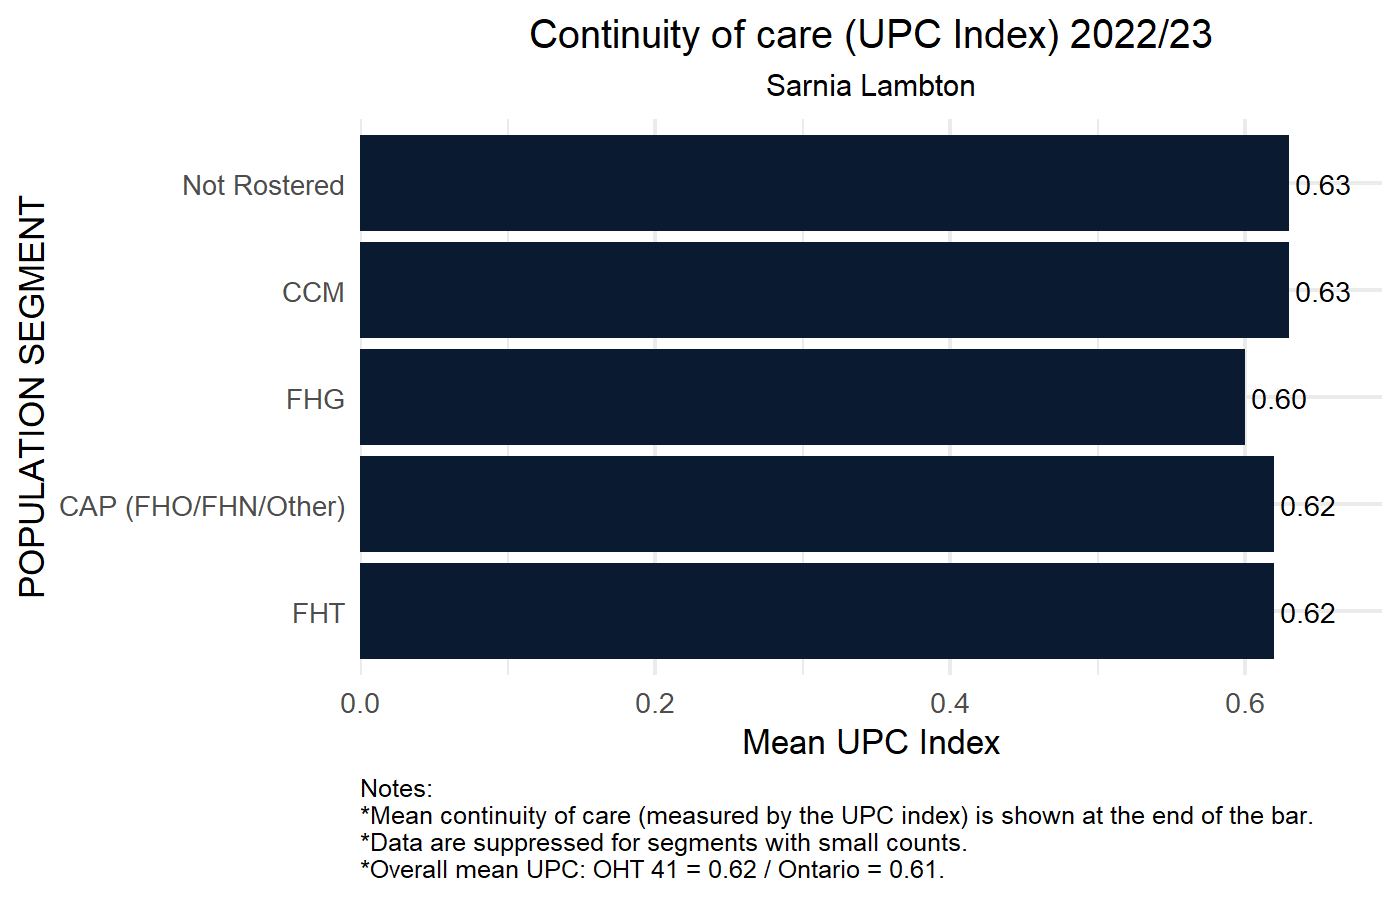 Continuity of care (UPC Index) 2022/23
Sarnia Lambton
POPULATION SEGMENT
Not Rostered
0.63
CCM
0.63
FHG
0.60
CAP (FHO/FHN/Other)
0.62
FHT
0.62
0.0 0.2 0.4 0.6
Mean UPC Index
Notes:
*Mean continuity of care (measured by the UPC index) is shown at the end of the bar.
*Data are suppressed for segments with small counts.
*Overall mean UPC: OHT 41 = 0.62 / Ontario = 0.61.